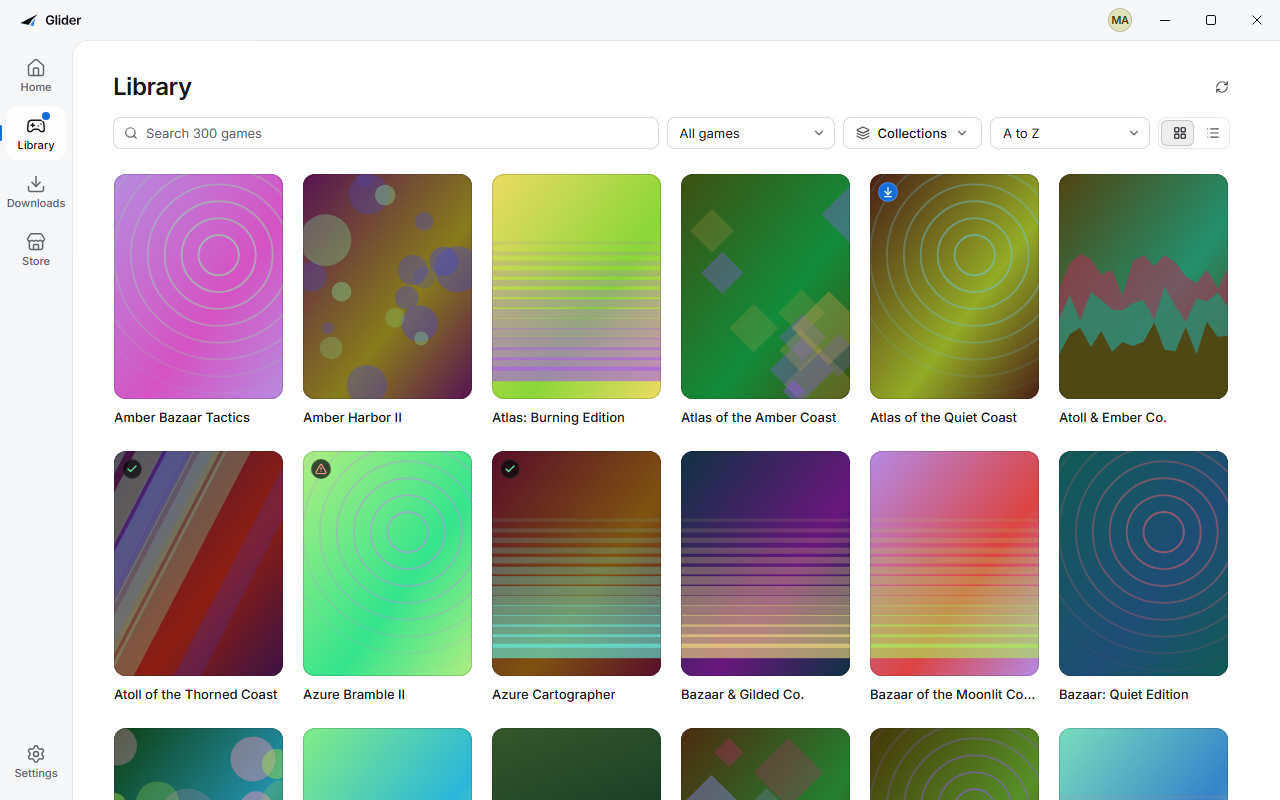 Glider
MA
Home
Library
Downloads
Store
Settings
Library
Search 300 games
All games
Collections
A to Z
Amber Bazaar Tactics
Amber Harbor II
Atlas: Burning Edition
Atlas of the Amber Coast
Atlas of the Quiet Coast
Atoll & Ember Co.
Atoll of the Thorned Coast
Azure Bramble II
Azure Cartographer
Bazaar & Gilded Co.
Bazaar of the Moonlit Co...
Bazaar: Quiet Edition